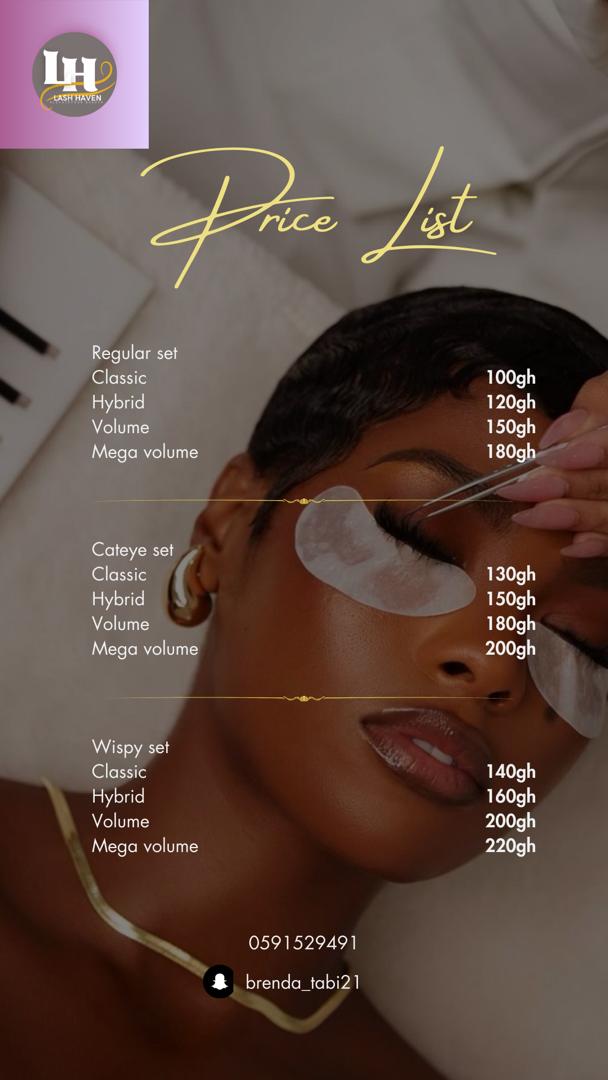 LH
LASH HAVEN
Price List
Regular set
Classic 100gh
Hybrid 120gh
Volume 150gh
Mega volume 180gh
Cateye set
Classic 130gh
Hybrid 150gh
Volume 180gh
Mega volume 200gh
Wispy set
Classic 140gh
Hybrid 160gh
Volume 200gh
Mega volume 220gh
0591529491
brenda_tabi21